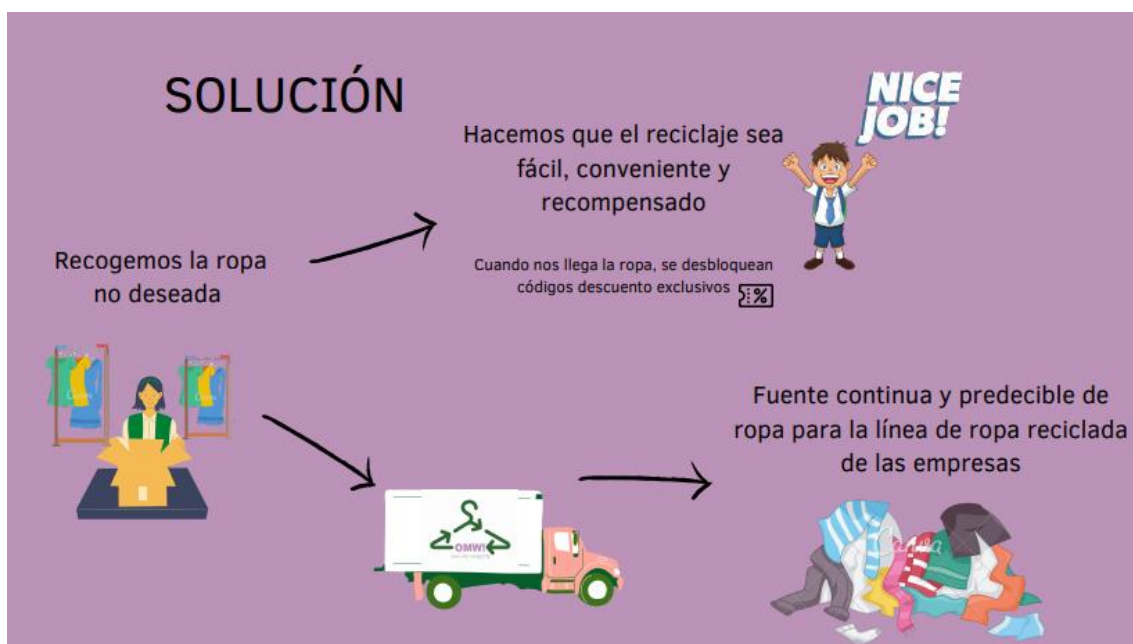 SOLUCIÓN
NICE
JOB!
Hacemos que el reciclaje sea
fácil, conveniente y
recompensado
Cuando nos llega la ropa, se desbloquean
códigos descuento exclusivos
%
Recogemos la ropa
no deseada
OMWI
Fuente continua y predecible de
ropa para la línea de ropa reciclada
de las empresas
Canva